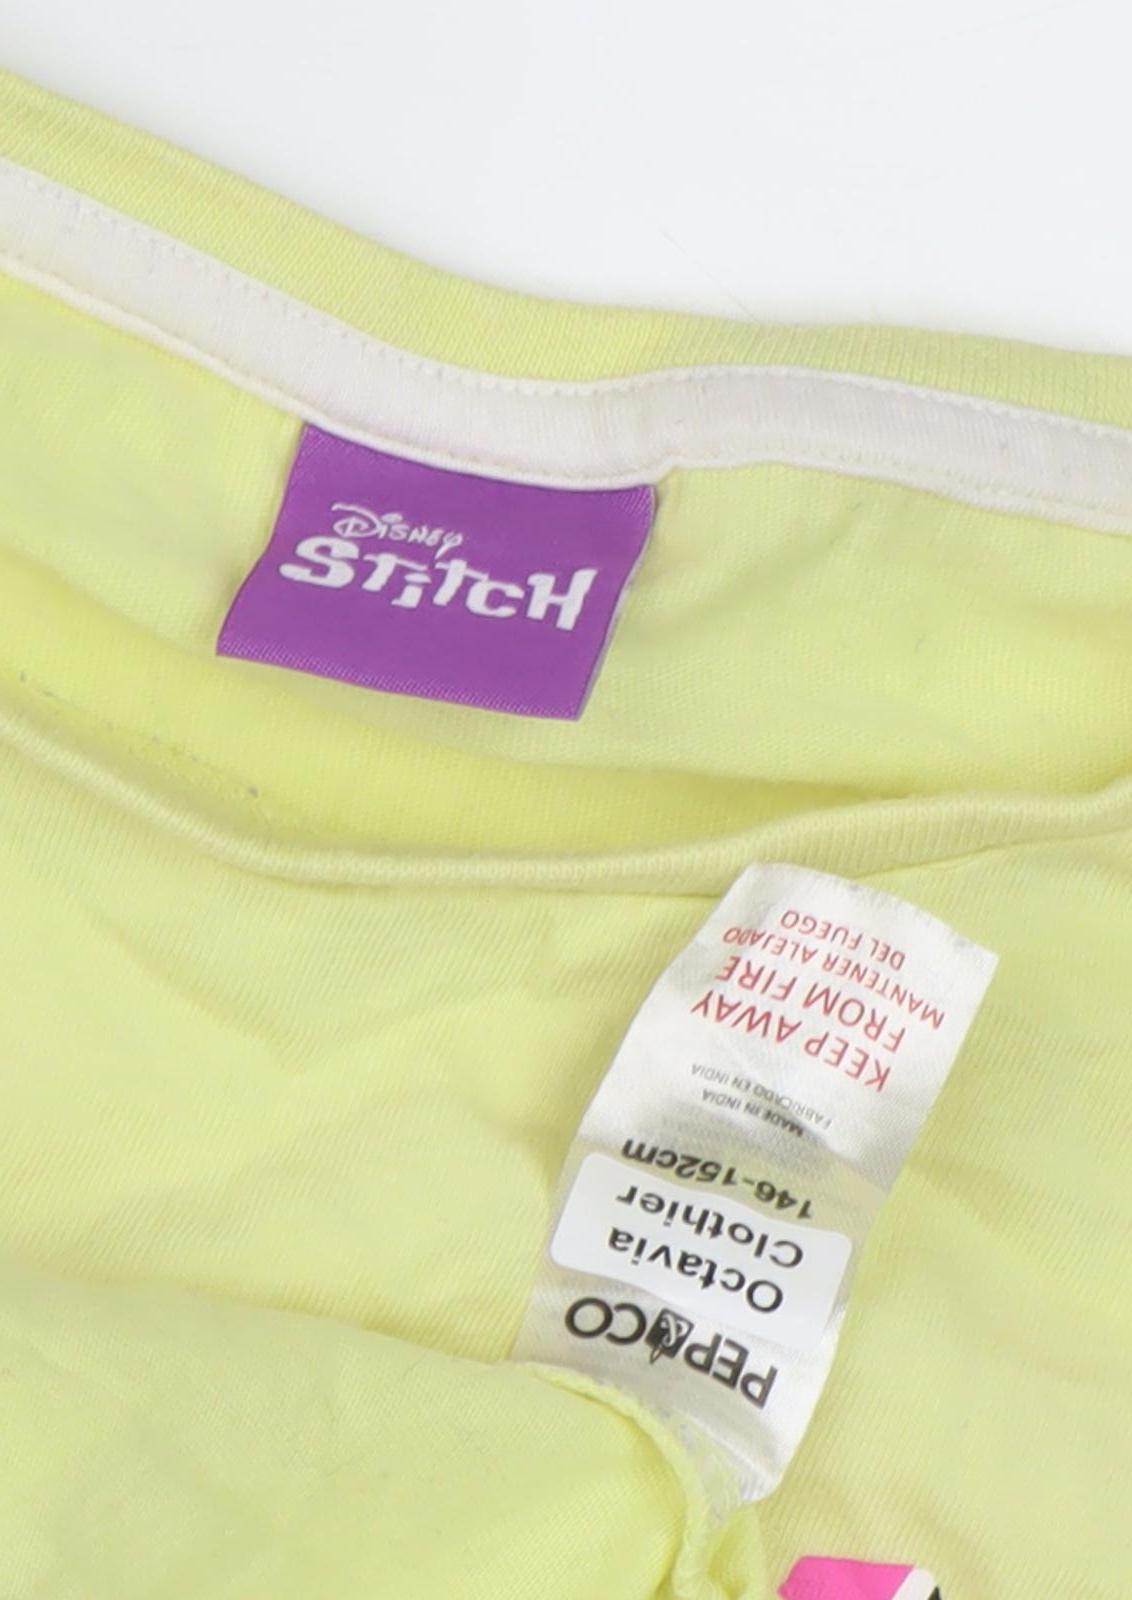 Disney
STiTCH
PEP&CO
Octavia
Clothier
146-152cm
MADE IN INDIA
FABRICADO EN INDIA
KEEP AWAY
FROM FIRE
MANTENER ALEJADO
DEL FUEGO